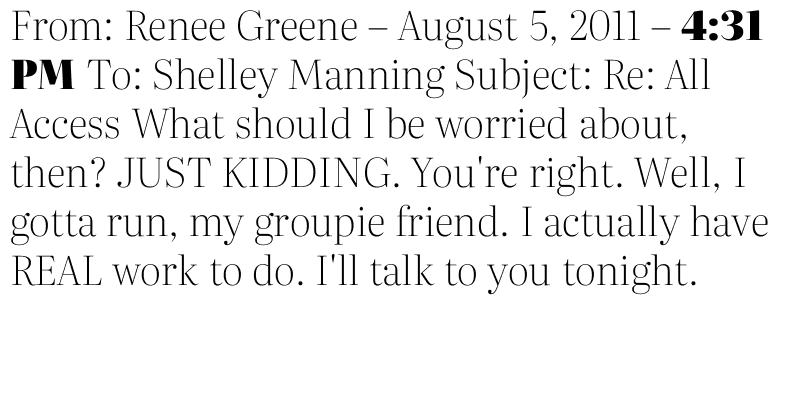 From: Renee Greene – August 5, 2011 – 4:31
PM To: Shelley Manning Subject: Re: All
Access What should I be worried about,
then? JUST KIDDING. You're right. Well, I
gotta run, my groupie friend. I actually have
REAL work to do. I'll talk to you tonight.